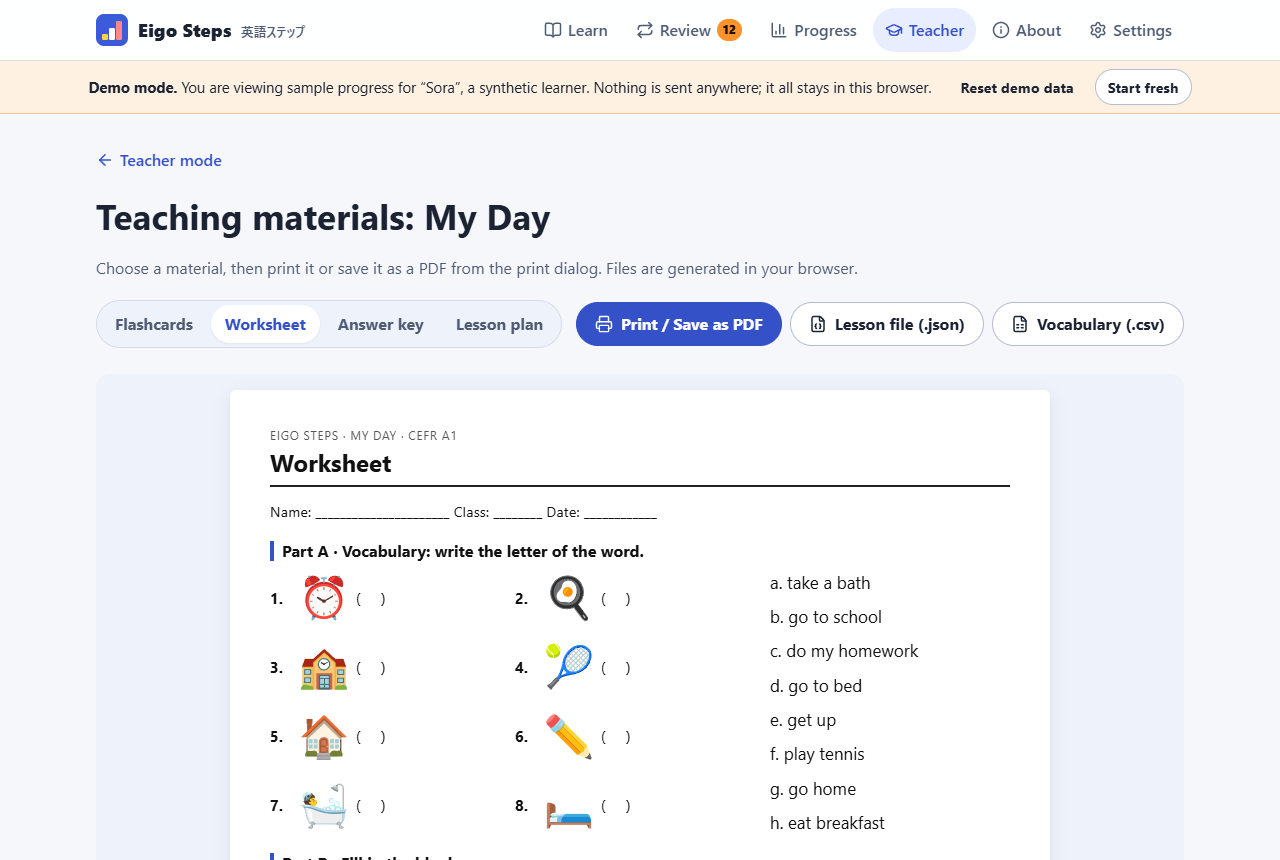 Eigo Steps 英語ステップ
Learn
Review 12
Progress
Teacher
About
Settings
Demo mode. You are viewing sample progress for “Sora”, a synthetic learner. Nothing is sent anywhere; it all stays in this browser.
Reset demo data
Start fresh
← Teacher mode
Teaching materials: My Day
Choose a material, then print it or save it as a PDF from the print dialog. Files are generated in your browser.
Flashcards
Worksheet
Answer key
Lesson plan
Print / Save as PDF
Lesson file (.json)
Vocabulary (.csv)
EIGO STEPS · MY DAY · CEFR A1
Worksheet
Name: ______________________ Class: ________ Date: ____________
Part A · Vocabulary: write the letter of the word.
1. ( )
2. ( )
3. ( )
4. ( )
5. ( )
6. ( )
7. ( )
8. ( )
a. take a bath
b. go to school
c. do my homework
d. go to bed
e. get up
f. play tennis
g. go home
h. eat breakfast